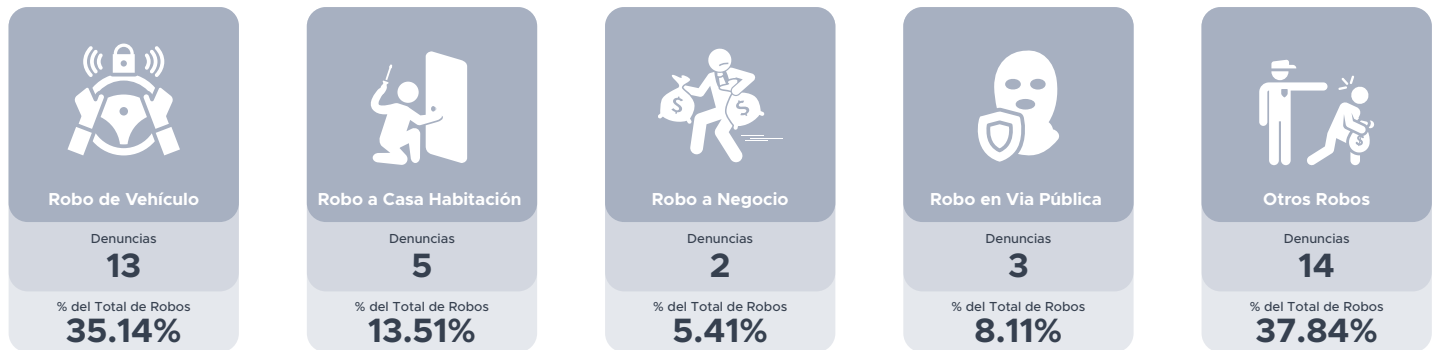 Robo de Vehículo
Denuncias
13
% del Total de Robos
35.14%
Robo a Casa Habitación
Denuncias
5
% del Total de Robos
13.51%
Robo a Negocio
Denuncias
2
% del Total de Robos
5.41%
Robo en Via Pública
Denuncias
3
% del Total de Robos
8.11%
Otros Robos
Denuncias
14
% del Total de Robos
37.84%